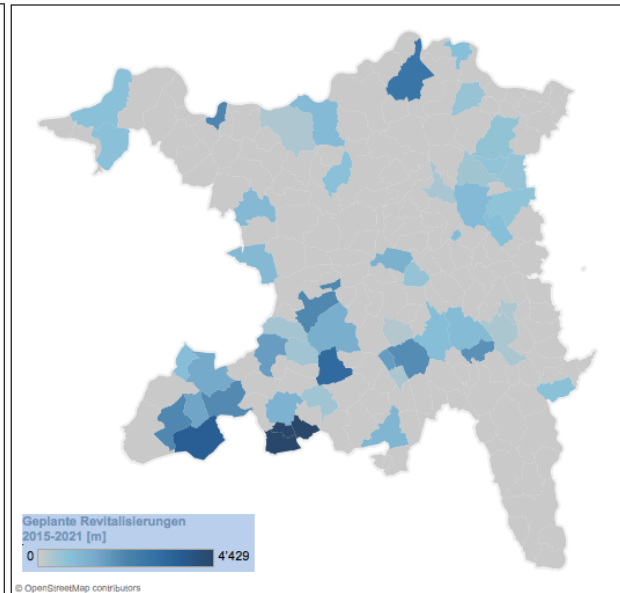 Geplante Revitalisierungen
2015-2021 [m]
0 4'429
© OpenStreetMap contributors